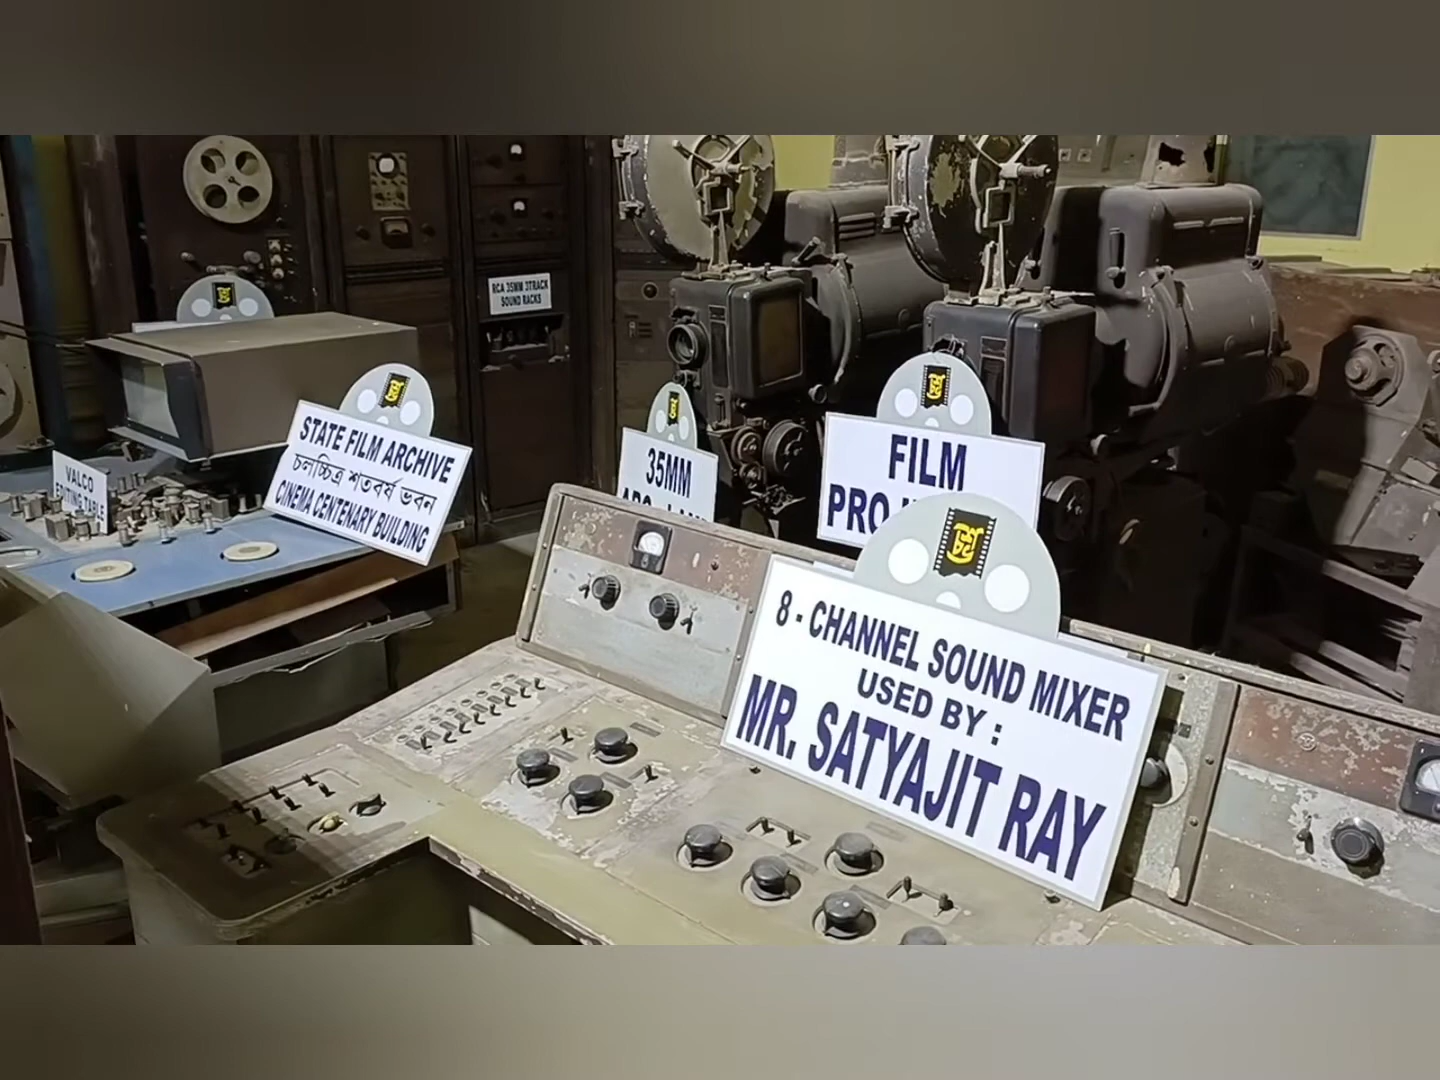 RCA 35MM 3TRACK
SOUND RACKS
VALCO
EDITING TABLE
STATE FILM ARCHIVE
চলচ্চিত্র শতবর্ষ ভবন
CINEMA CENTENARY BUILDING
35MM
FILM
8 - CHANNEL SOUND MIXER
USED BY :
MR. SATYAJIT RAY